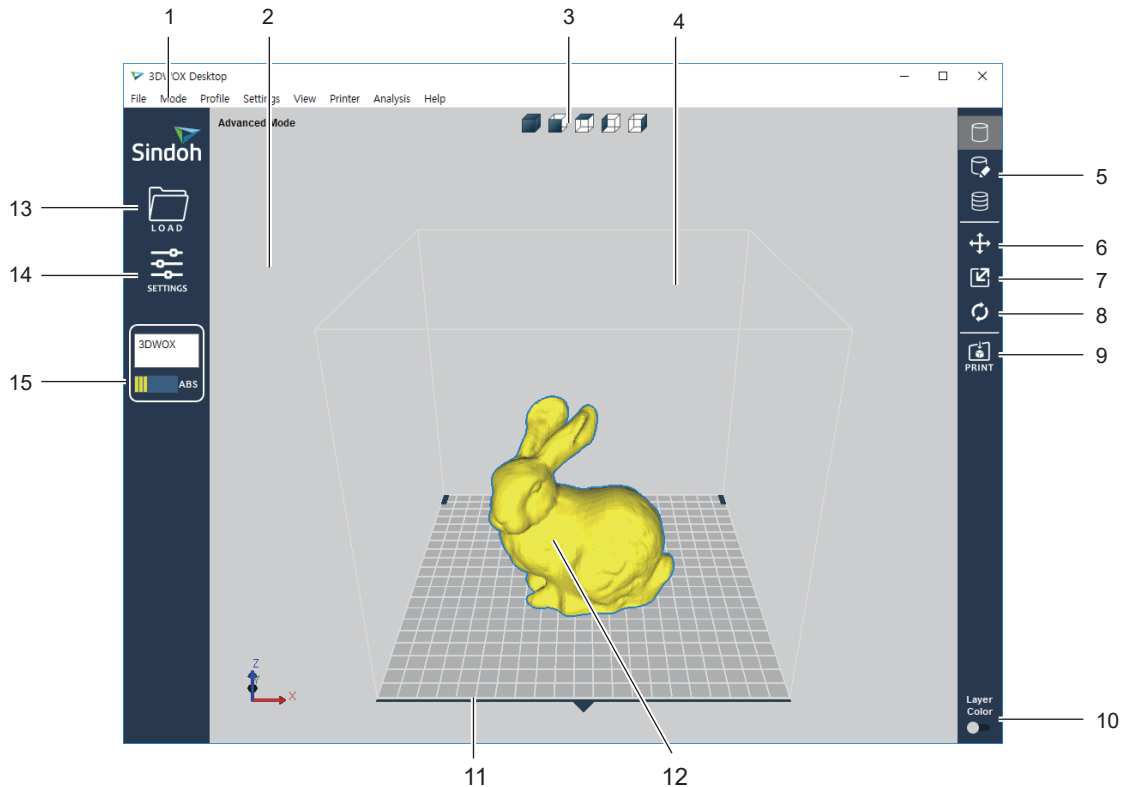 1 2 3 4
3DWOX Desktop
File Mode Profile Settings View Printer Analysis Help
Advanced Mode
Sindoh
5
13
LOAD
6
14
SETTINGS
7
8
3DWOX
9
PRINT
15
ABS
Z
Y
X
Layer
Color
10
11 12